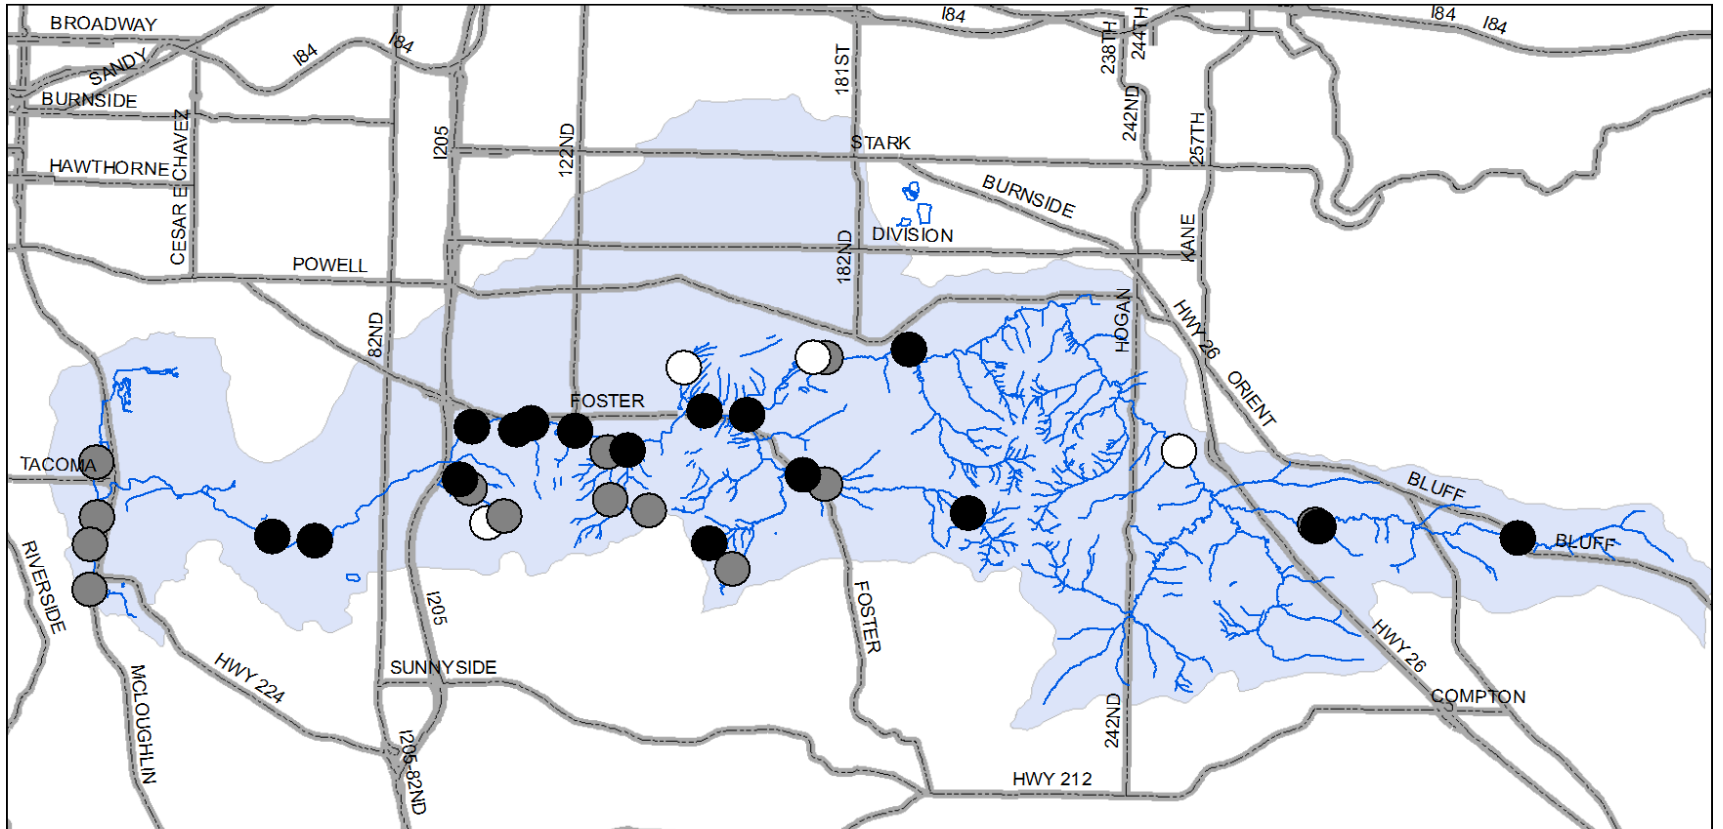 BROADWAY
I84
I84
I84
I84
I84
SANDY
BURNSIDE
HAWTHORNE
CESAR E CHAVEZ
I205
122ND
181ST
238TH
244TH
242ND
257TH
STARK
BURNSIDE
DIVISION
182ND
KANE
POWELL
82ND
HOGAN
HWY 26
ORIENT
FOSTER
TACOMA
BLUFF
BLUFF
RIVERSIDE
I205
FOSTER
SUNNYSIDE
HWY 224
MCLOUGHLIN
I205-82ND
HWY 26
COMPTON
242ND
HWY 212